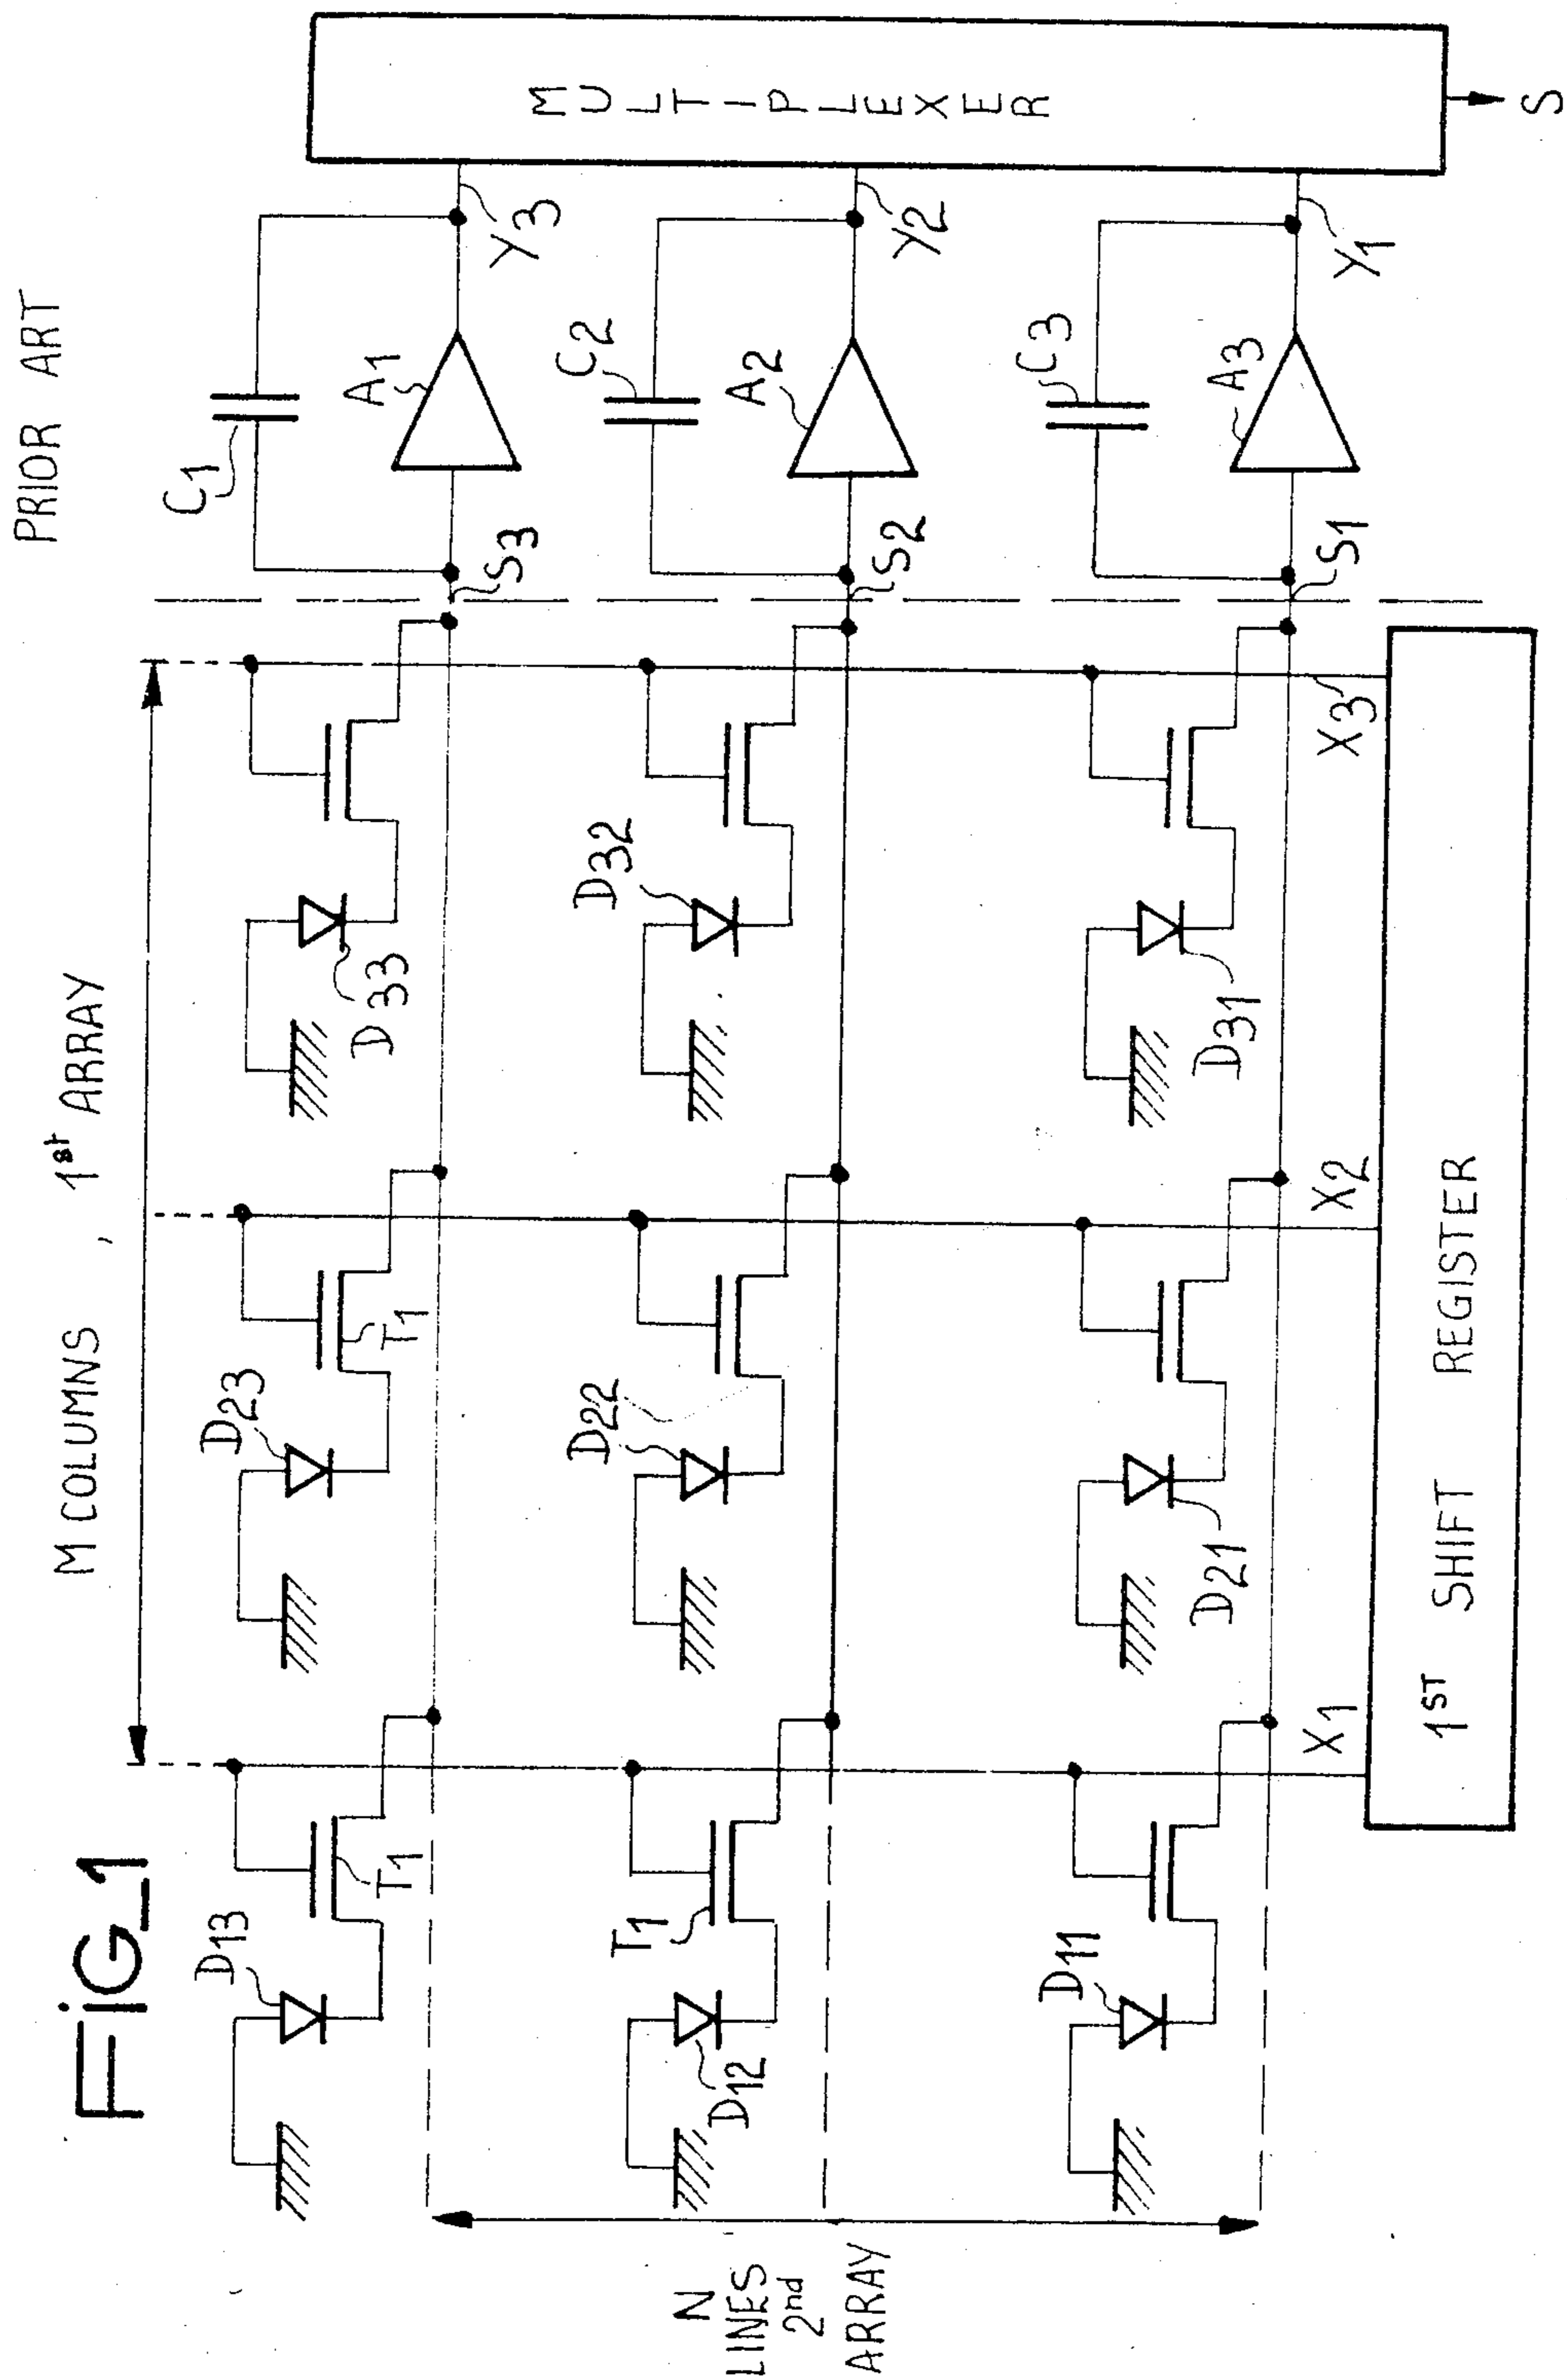 FiG_1
PRIOR ART
M COLUMNS , 1st ARRAY
N
LINES
2nd
ARRAY
D13
T1
D23
T1
D33
S3
C1
A1
Y3
D12
T1
D22
D32
S2
C2
A2
Y2
D11
D21
D31
S1
C3
A3
Y1
X1
X2
X3
1ST SHIFT REGISTER
MULTIPLEXER
S